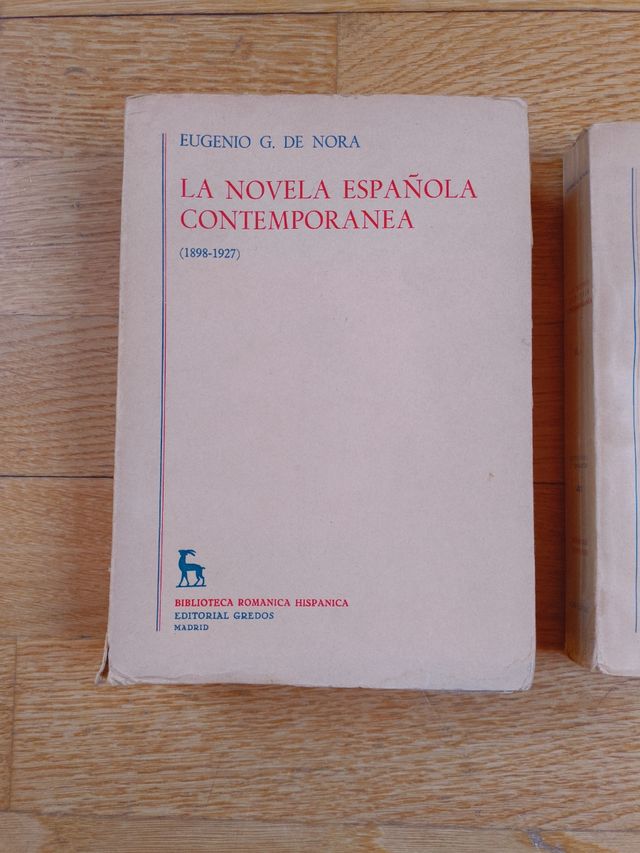 EUGENIO G. DE NORA
LA NOVELA ESPAÑOLA
CONTEMPORANEA
(1898-1927)
BIBLIOTECA ROMANICA HISPANICA
EDITORIAL GREDOS
MADRID